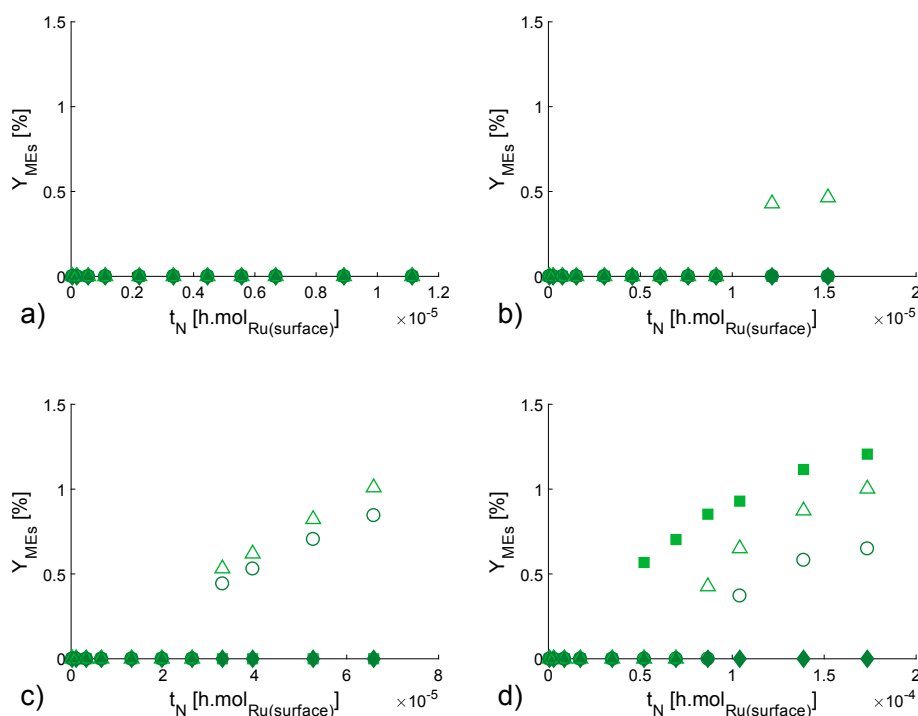 1.5
1
0.5
0
Y_MEs [%]
0 0.2 0.4 0.6 0.8 1 1.2
×10^-5
t_N [h.mol_Ru(surface)]
a)
1.5
1
0.5
0
Y_MEs [%]
0 0.5 1 1.5 2
×10^-5
t_N [h.mol_Ru(surface)]
b)
1.5
1
0.5
0
Y_MEs [%]
0 2 4 6 8
×10^-5
t_N [h.mol_Ru(surface)]
c)
1.5
1
0.5
0
Y_MEs [%]
0 0.5 1 1.5 2
×10^-4
t_N [h.mol_Ru(surface)]
d)